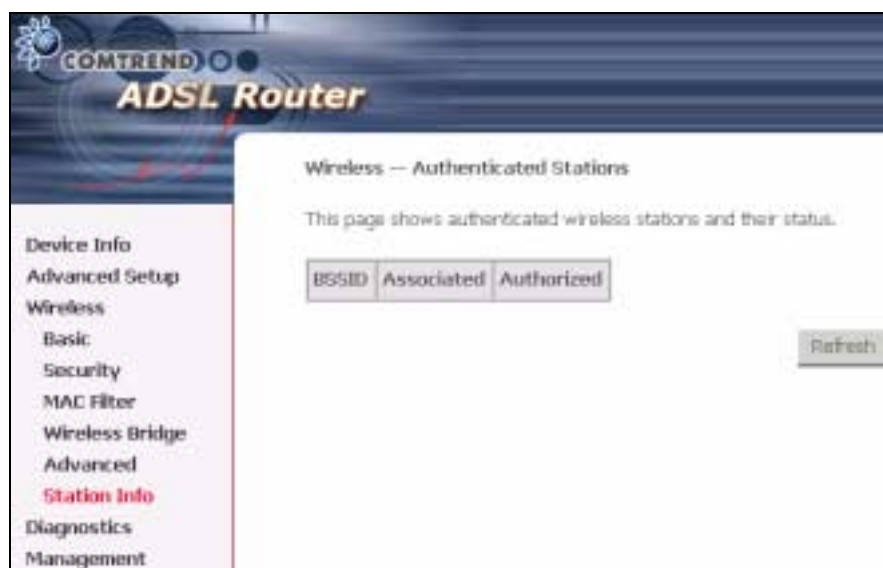 COMTREND
ADSL Router
Wireless -- Authenticated Stations
This page shows authenticated wireless stations and their status.
BSSID Associated Authorized
Refresh
Device Info
Advanced Setup
Wireless
Basic
Security
MAC Filter
Wireless Bridge
Advanced
Station Info
Diagnostics
Management